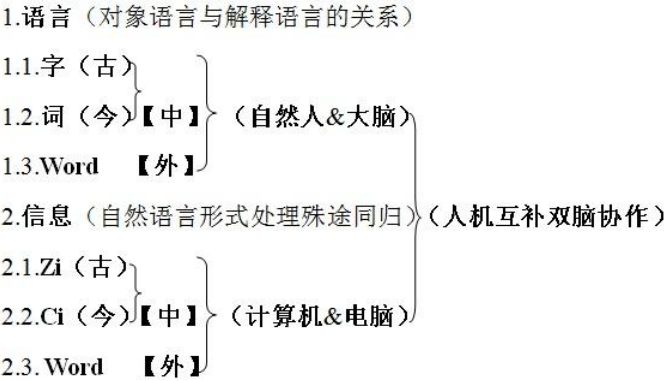 1.语言（对象语言与解释语言的关系）
1.1.字（古）
1.2.词（今）【中】 （自然人&大脑）
1.3.Word 【外】
2.信息（自然语言形式处理殊途同归）（人机互补双脑协作）
2.1.Zi（古）
2.2.Ci（今）【中】 （计算机&电脑）
2.3. Word 【外】